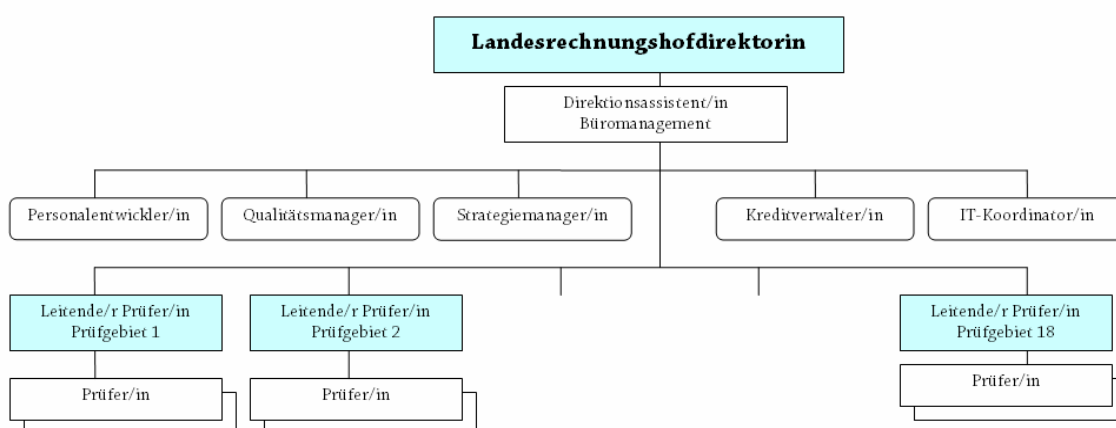 Landesrechnungshofdirektorin
Direktionsassistent/in
Büromanagement
Personalentwickler/in
Qualitätsmanager/in
Strategiemanager/in
Kreditverwalter/in
IT-Koordinator/in
Leitende/r Prüfer/in
Prüfgebiet 1
Leitende/r Prüfer/in
Prüfgebiet 2
Leitende/r Prüfer/in
Prüfgebiet 18
Prüfer/in
Prüfer/in
Prüfer/in